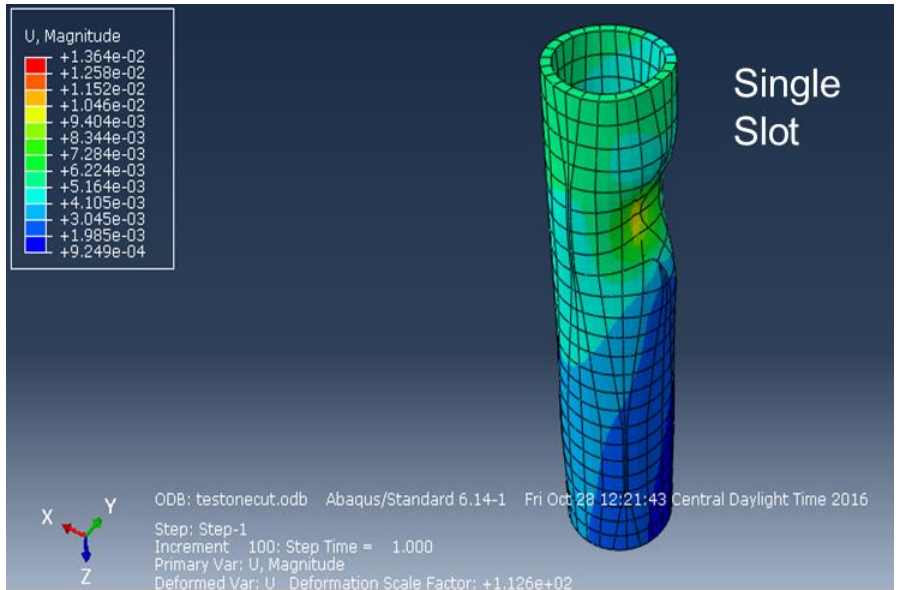 U, Magnitude
+1.364e-02
+1.258e-02
+1.152e-02
+1.046e-02
+9.404e-03
+8.344e-03
+7.284e-03
+6.224e-03
+5.164e-03
+4.105e-03
+3.045e-03
+1.985e-03
+9.249e-04
Single
Slot
X
Y
Z
ODB: testonecut.odb Abaqus/Standard 6.14-1 Fri Oct 28 12:21:43 Central Daylight Time 2016
Step: Step-1
Increment 100: Step Time = 1.000
Primary Var: U, Magnitude
Deformed Var: U Deformation Scale Factor: +1.126e+02